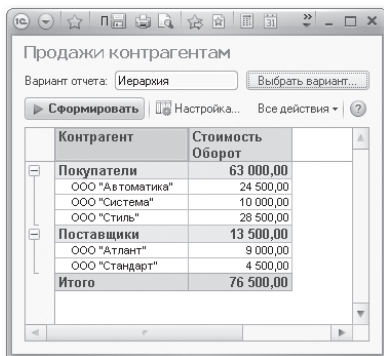 1С П 31
Продажи контрагентам
Вариант отчета: Иерархия Выбрать вариант...
Сформировать Настройка... Все действия ?
Контрагент Стоимость Оборот
Покупатели 63 000,00
ООО "Автоматика" 24 500,00
ООО "Система" 10 000,00
ООО "Стиль" 28 500,00
Поставщики 13 500,00
ООО "Атлант" 9 000,00
ООО "Стандарт" 4 500,00
Итого 76 500,00